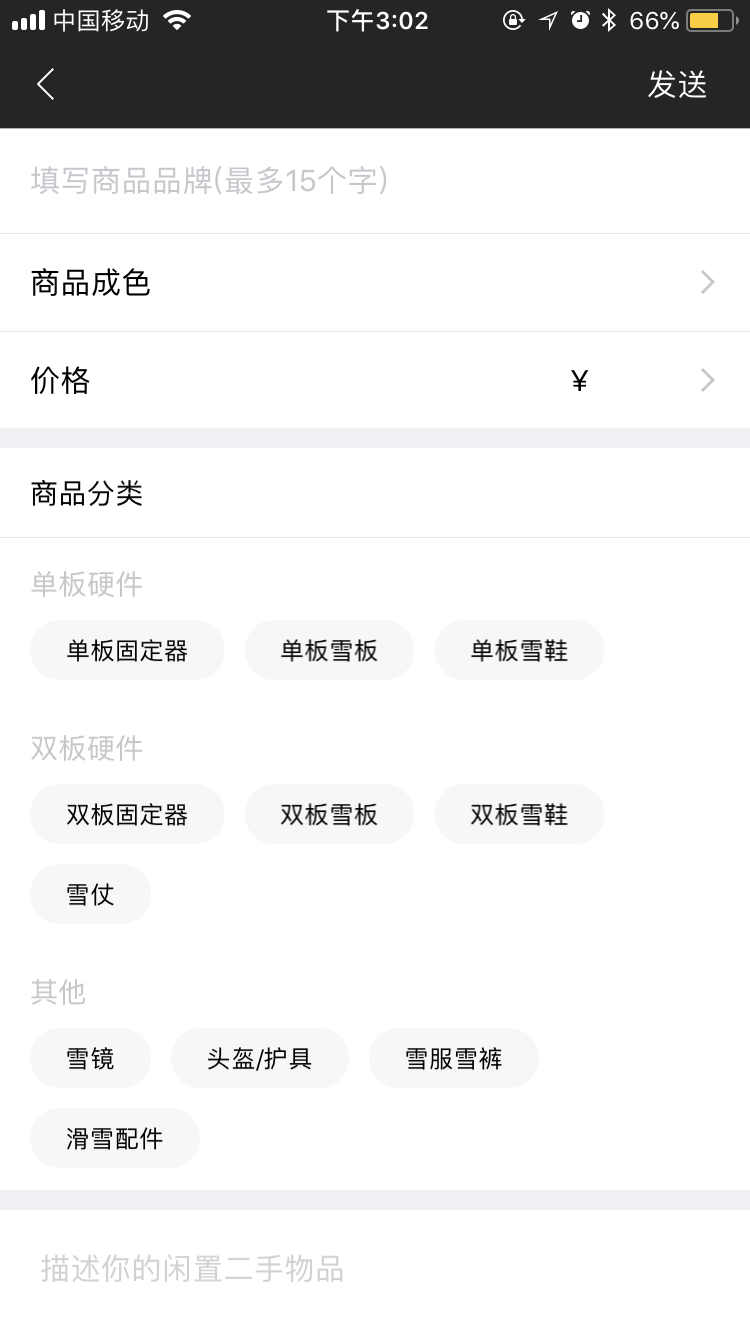 中国移动 下午3:02 66%
发送
填写商品品牌(最多15个字)
商品成色
价格 ¥
商品分类
单板硬件
单板固定器 单板雪板 单板雪鞋
双板硬件
双板固定器 双板雪板 双板雪鞋
雪仗
其他
雪镜 头盔/护具 雪服雪裤
滑雪配件
描述你的闲置二手物品